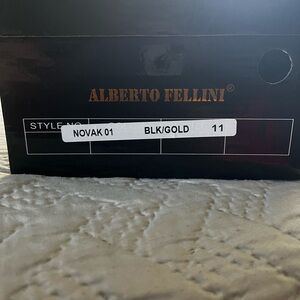 ALBERTO FELLINI®
STYLE NO.
NOVAK 01 BLK/GOLD 11